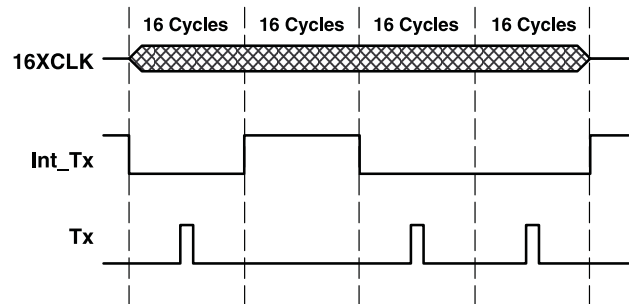 16 Cycles 16 Cycles 16 Cycles 16 Cycles
16XCLK
Int_Tx
Tx